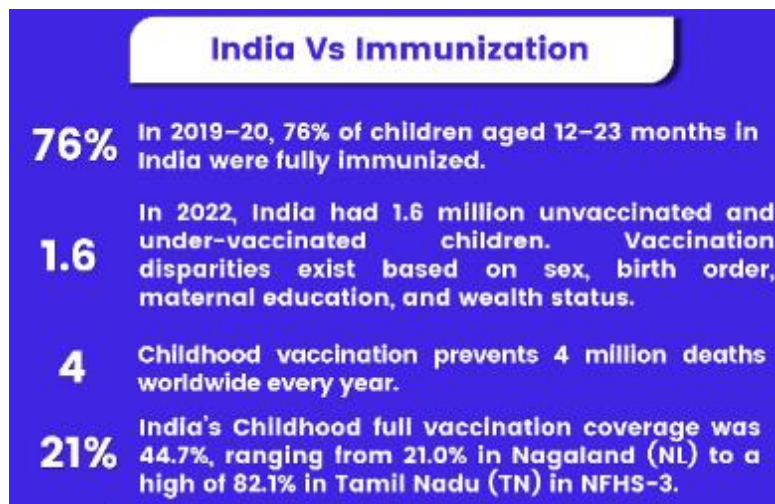 India Vs Immunization
76%
In 2019–20, 76% of children aged 12–23 months in
India were fully immunized.
1.6
In 2022, India had 1.6 million unvaccinated and
under-vaccinated children. Vaccination
disparities exist based on sex, birth order,
maternal education, and wealth status.
4
Childhood vaccination prevents 4 million deaths
worldwide every year.
21%
India's Childhood full vaccination coverage was
44.7%, ranging from 21.0% in Nagaland (NL) to a
high of 82.1% in Tamil Nadu (TN) in NFHS-3.